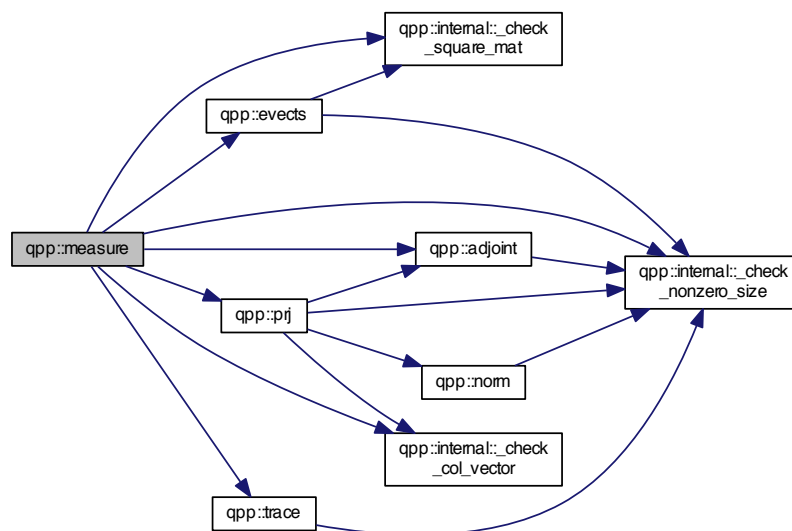 qpp::internal::_check
_square_mat
qpp::evects
qpp::measure
qpp::adjoint
qpp::internal::_check
_nonzero_size
qpp::prj
qpp::norm
qpp::internal::_check
_col_vector
qpp::trace